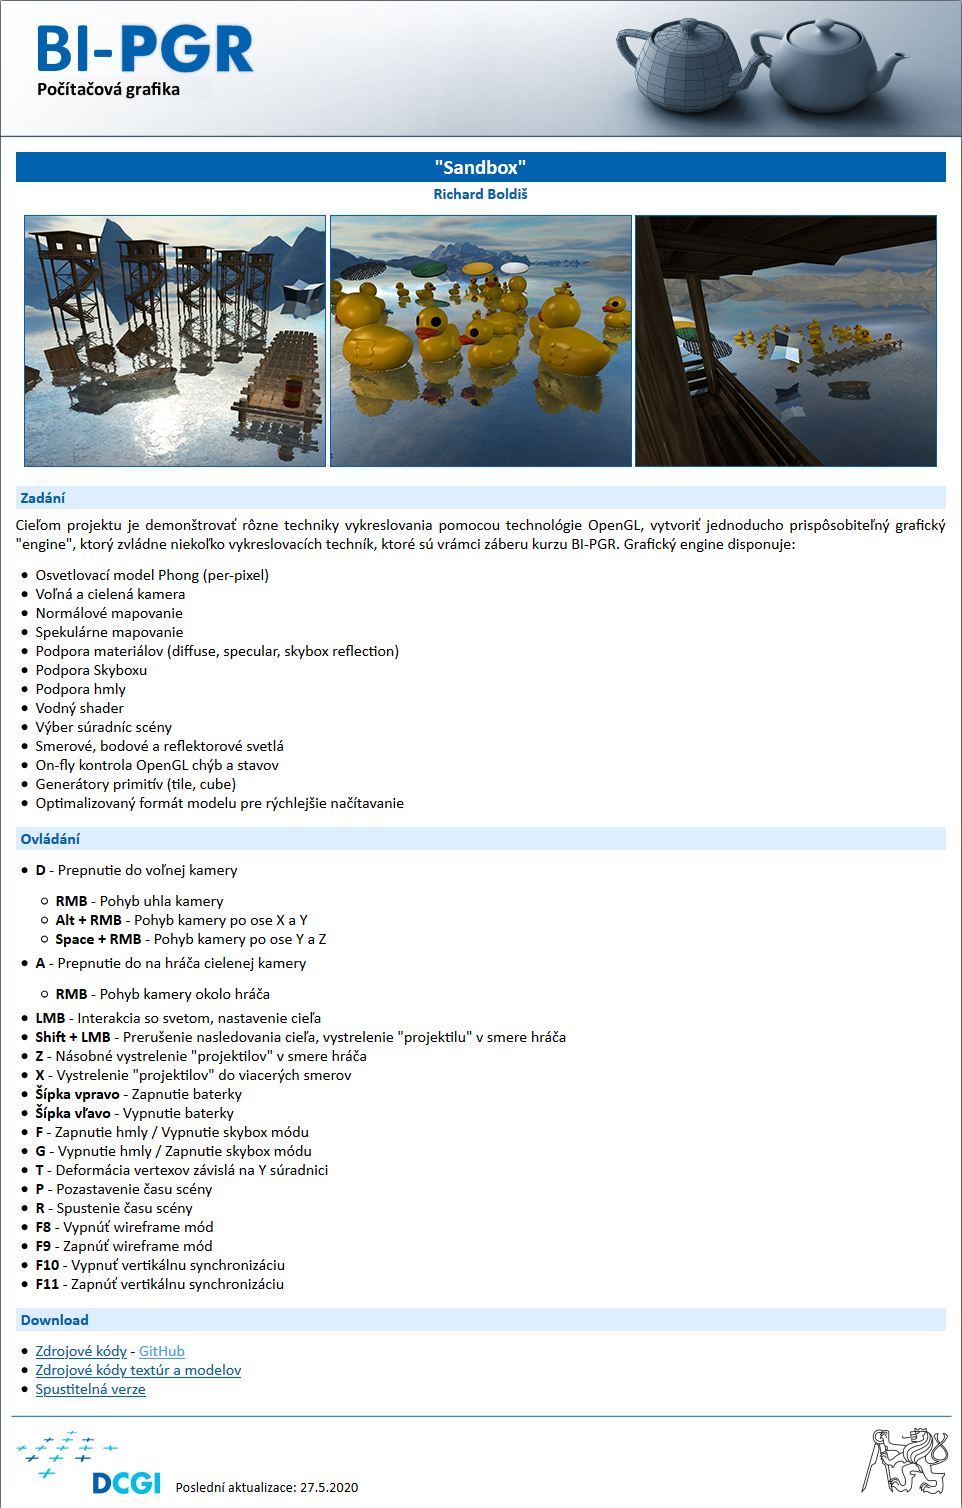 BI-PGR
Počítačová grafika
"Sandbox"
Richard Boldiš
Zadání
Cieľom projektu je demonštrovať rôzne techniky vykreslovania pomocou technológie OpenGL, vytvoriť jednoducho prispôsobiteľný grafický
"engine", ktorý zvládne niekoľko vykreslovacích techník, ktoré sú vrámci záberu kurzu BI-PGR. Grafický engine disponuje:
● Osvetlovací model Phong (per-pixel)
● Voľná a cielená kamera
● Normálové mapovanie
● Spekulárne mapovanie
● Podpora materiálov (diffuse, specular, skybox reflection)
● Podpora Skyboxu
● Podpora hmly
● Vodný shader
● Výber súradníc scény
● Smerové, bodové a reflektorové svetlá
● On-fly kontrola OpenGL chýb a stavov
● Generátory primitív (tile, cube)
● Optimalizovaný formát modelu pre rýchlejšie načítavanie
Ovládání
● D - Prepnutie do voľnej kamery
○ RMB - Pohyb uhla kamery
○ Alt + RMB - Pohyb kamery po ose X a Y
○ Space + RMB - Pohyb kamery po ose Y a Z
● A - Prepnutie do na hráča cielenej kamery
○ RMB - Pohyb kamery okolo hráča
● LMB - Interakcia so svetom, nastavenie cieľa
● Shift + LMB - Prerušenie nasledovania cieľa, vystrelenie "projektilu" v smere hráča
● Z - Násobné vystrelenie "projektilov" v smere hráča
● X - Vystrelenie "projektilov" do viacerých smerov
● Šípka vpravo - Zapnutie baterky
● Šípka vľavo - Vypnutie baterky
● F - Zapnutie hmly / Vypnutie skybox módu
● G - Vypnutie hmly / Zapnutie skybox módu
● T - Deformácia vertexov závislá na Y súradnici
● P - Pozastavenie času scény
● R - Spustenie času scény
● F8 - Vypnúť wireframe mód
● F9 - Zapnúť wireframe mód
● F10 - Vypnuť vertikálnu synchronizáciu
● F11 - Zapnúť vertikálnu synchronizáciu
Download
● Zdrojové kódy - GitHub
● Zdrojové kódy textúr a modelov
● Spustitelná verze
DCGI Poslední aktualizace: 27.5.2020